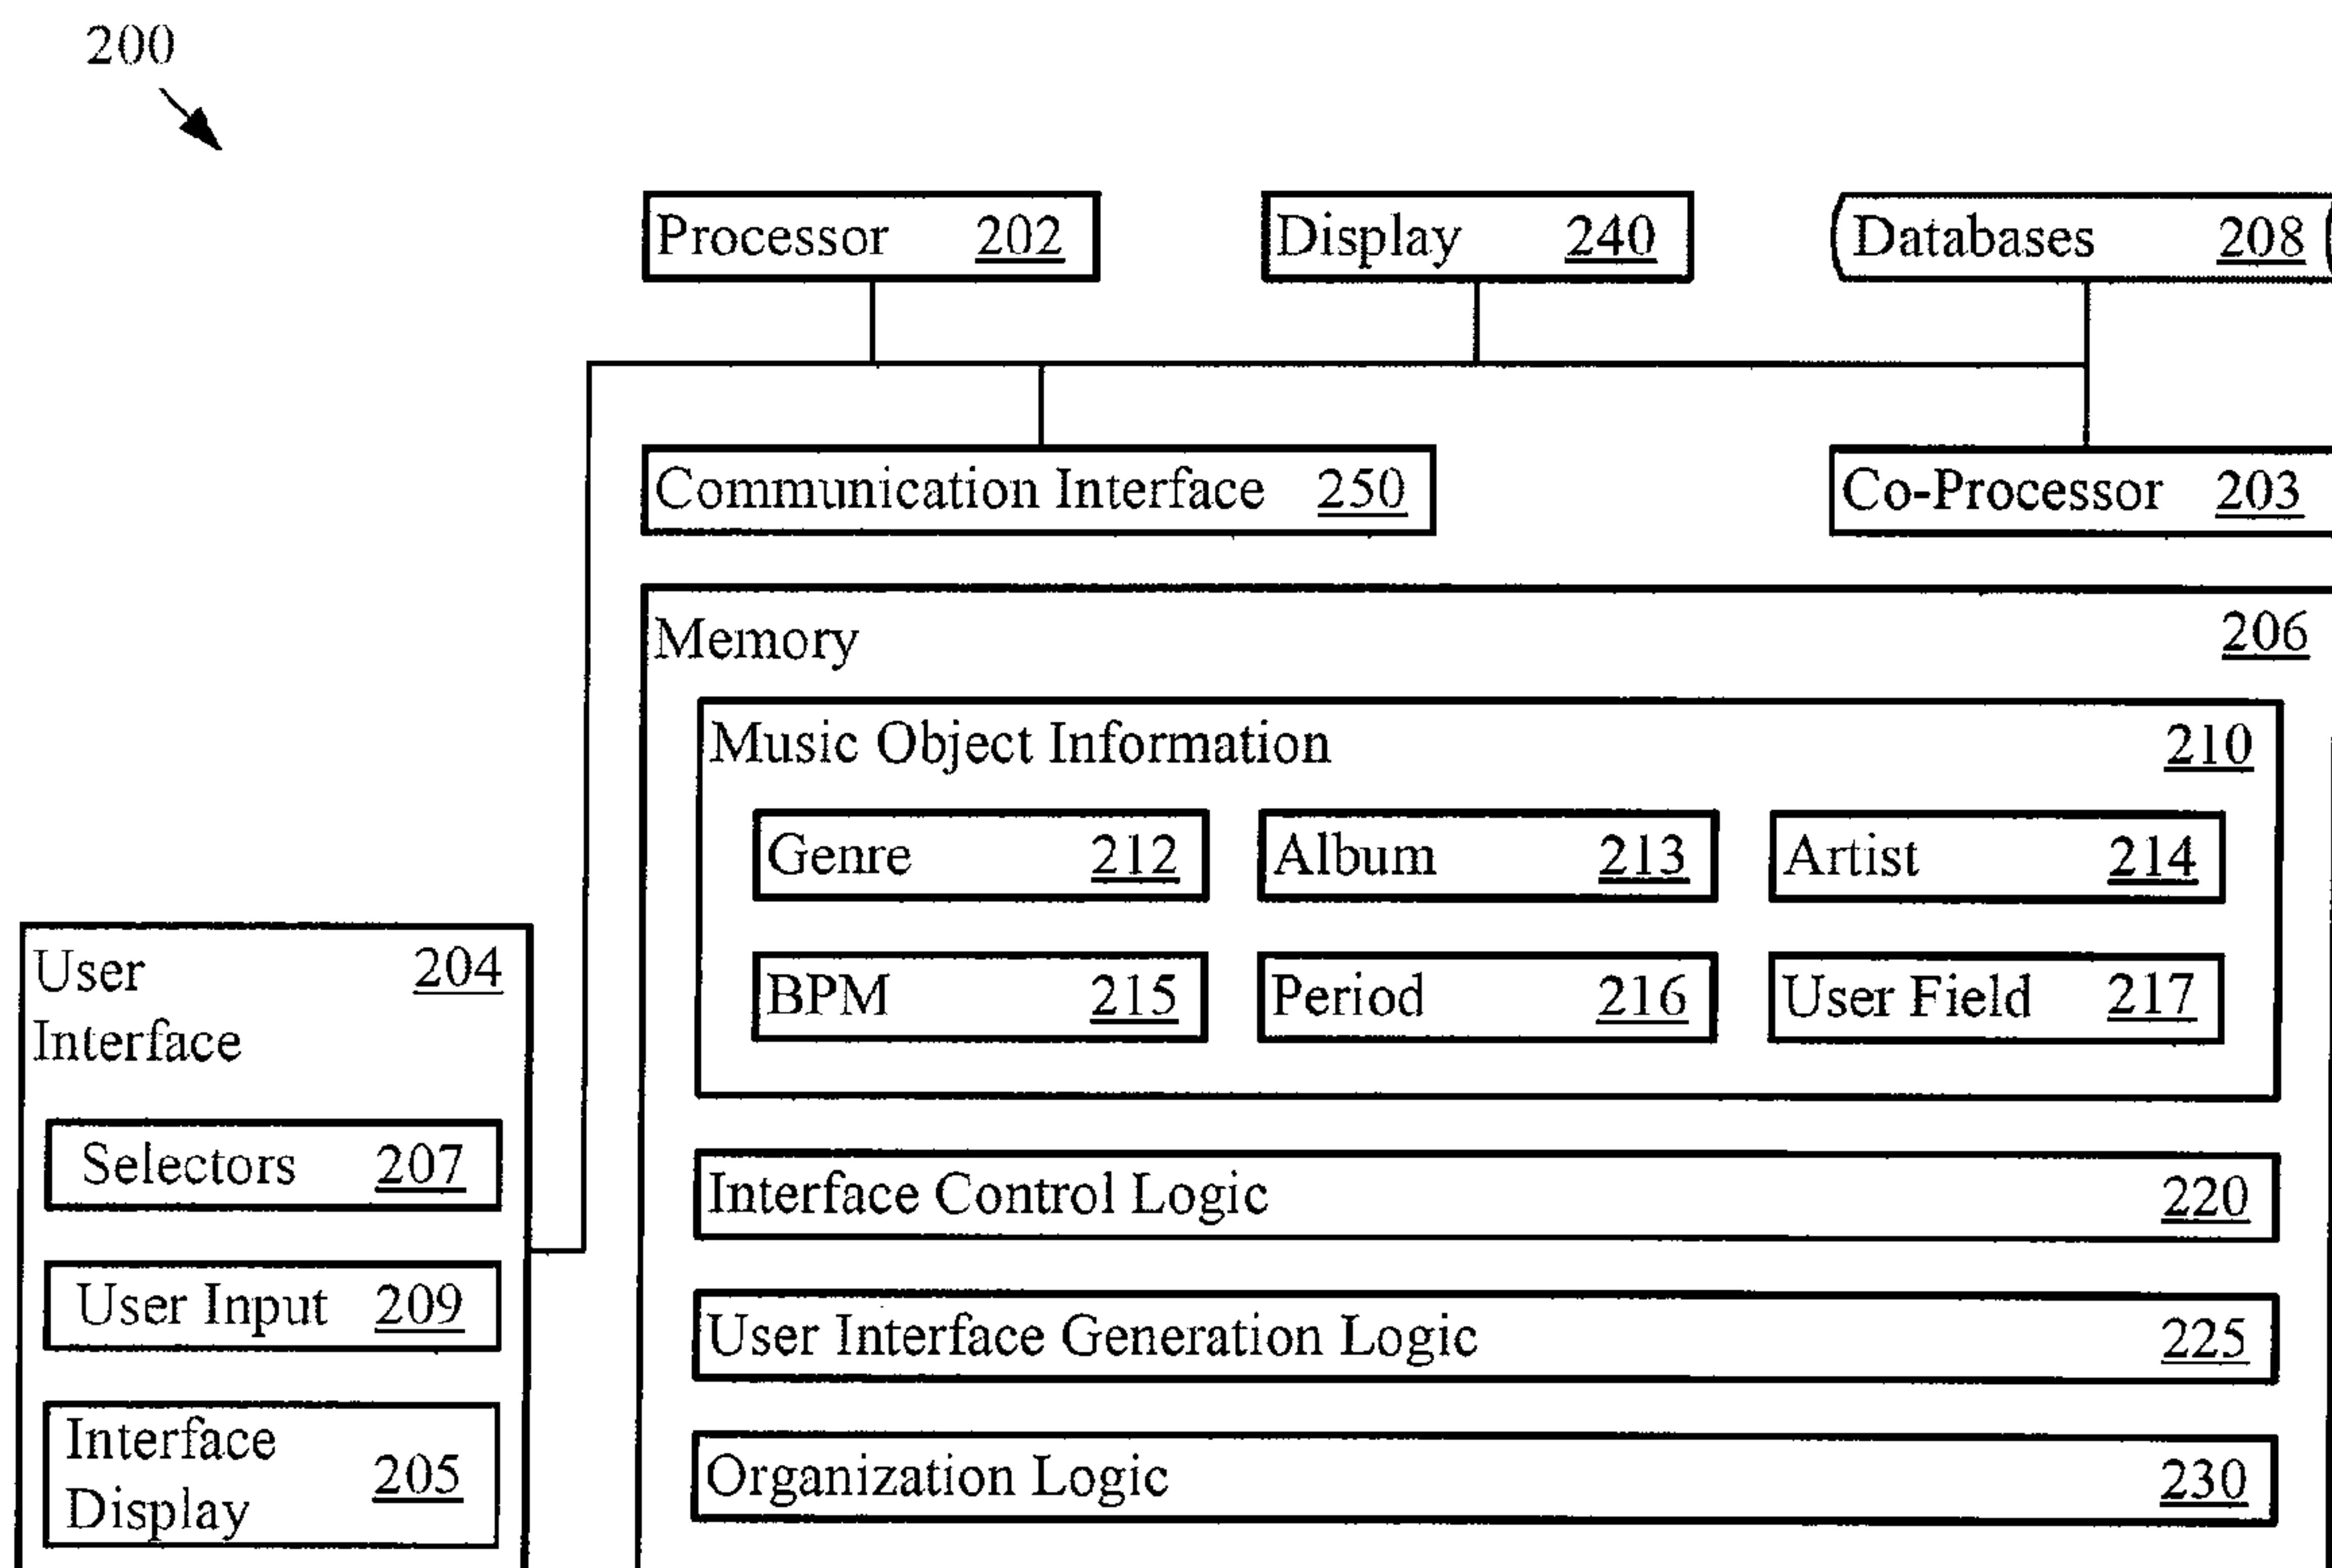 200
Processor 202
Display 240
Databases 208
Communication Interface 250
Co-Processor 203
Memory 206
Music Object Information 210
Genre 212
Album 213
Artist 214
BPM 215
Period 216
User Field 217
User 204
Interface
Selectors 207
User Input 209
Interface
Display 205
Interface Control Logic 220
User Interface Generation Logic 225
Organization Logic 230